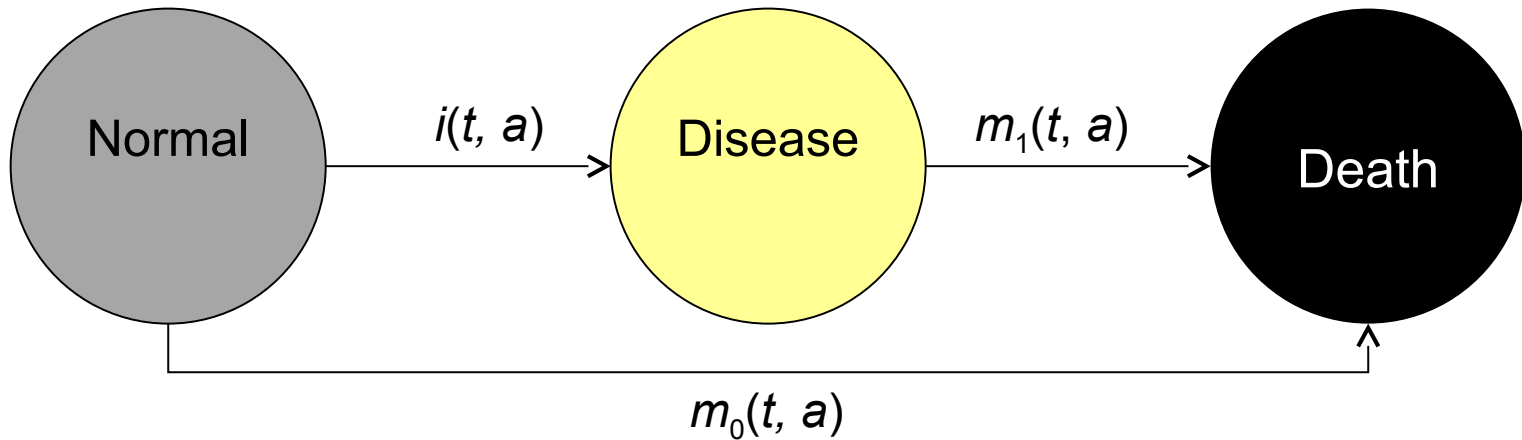 Normal
i(t, a)
Disease
m₁(t, a)
Death
m₀(t, a)